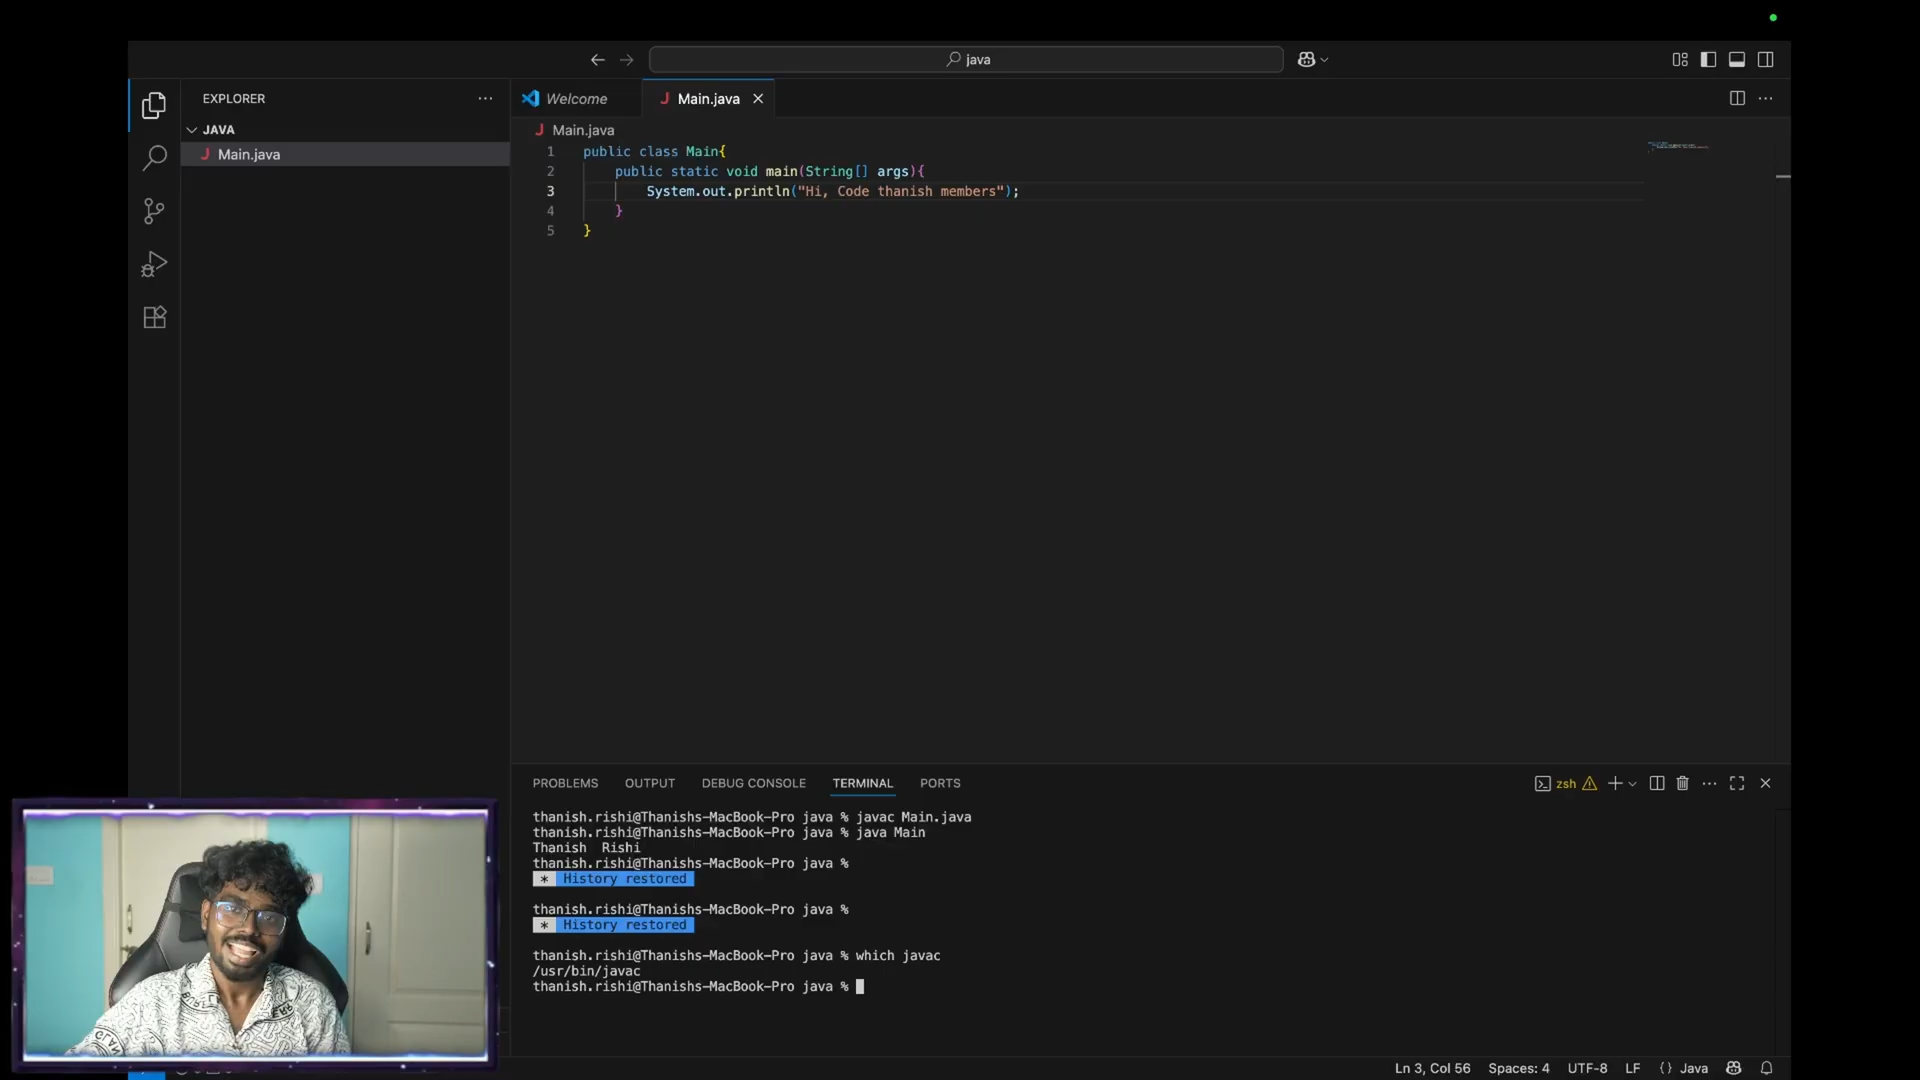 java
EXPLORER
Welcome
Main.java
JAVA
Main.java
Main.java
1 public class Main{
2 public static void main(String[] args){
3 System.out.println("Hi, Code thanish members");
4 }
5 }
PROBLEMS OUTPUT DEBUG CONSOLE TERMINAL PORTS
zsh
thanish.rishi@Thanishs-MacBook-Pro java % javac Main.java
thanish.rishi@Thanishs-MacBook-Pro java % java Main
Thanish  Rishi
thanish.rishi@Thanishs-MacBook-Pro java %
* History restored
thanish.rishi@Thanishs-MacBook-Pro java %
* History restored
thanish.rishi@Thanishs-MacBook-Pro java % which javac
/usr/bin/javac
thanish.rishi@Thanishs-MacBook-Pro java %
Ln 3, Col 56 Spaces: 4 UTF-8 LF {} Java